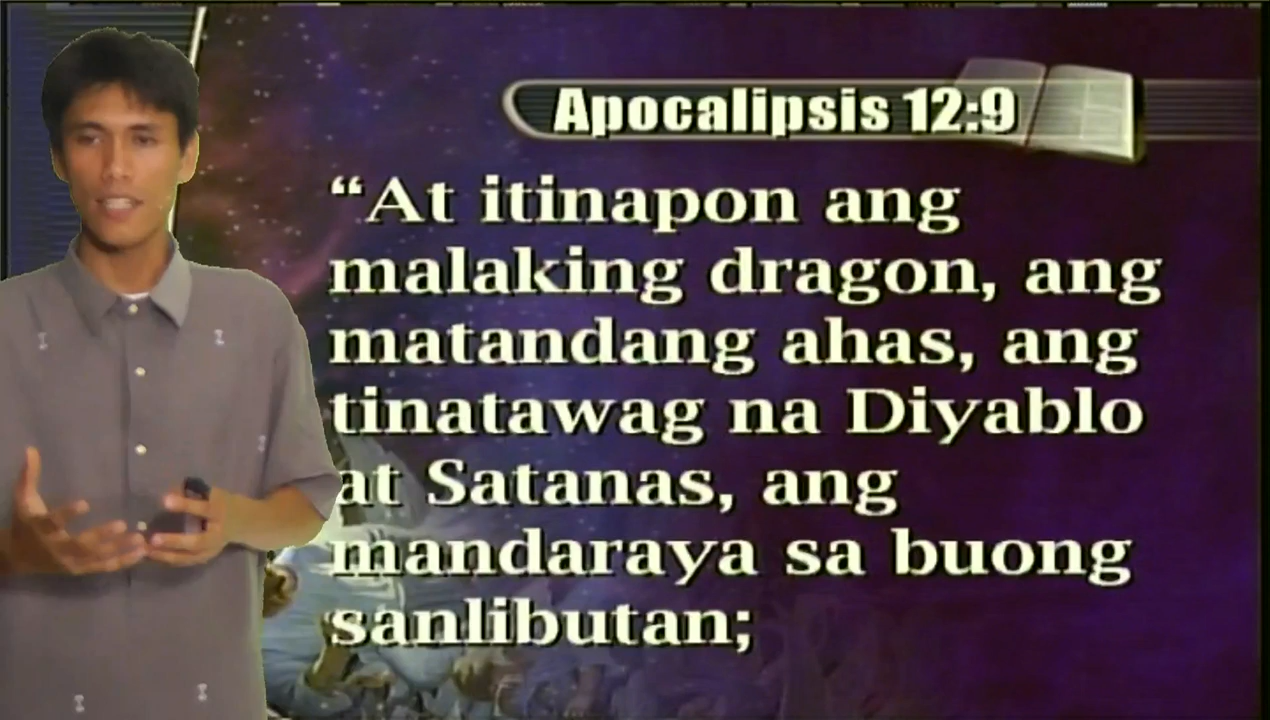 Apocalipsis 12:9
“At itinapon ang
malaking dragon, ang
matandang ahas, ang
tinatawag na Diyablo
at Satanas, ang
mandaraya sa buong
sanlibutan;